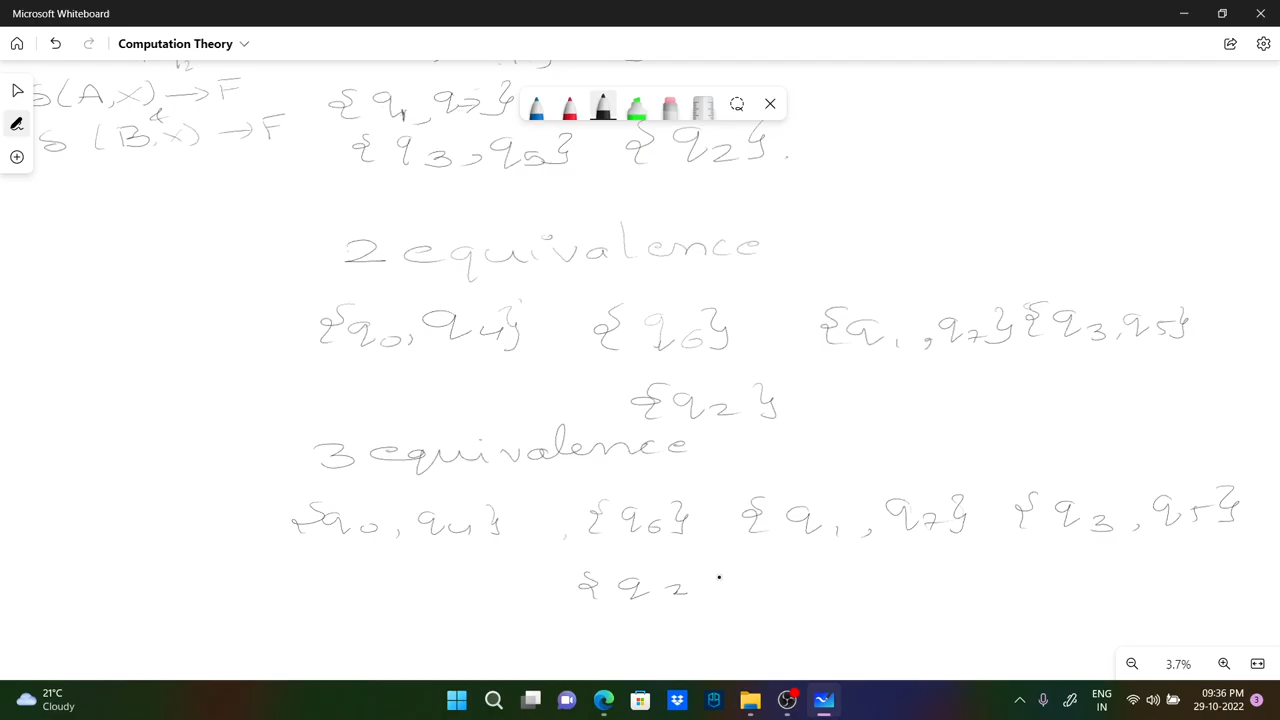 Microsoft Whiteboard
Computation Theory
δ(A,X) → F
{q1, q7}
&
δ (B,X) → F
{q3, q5} {q2}.
2 equivalence
{q0, q4} {q6} {q1, q7} {q3, q5}
{q2}
3 equivalence
{q0, q4} , {q6} {q1, q7} {q3, q5}
{q2
3.7%
21°C
Cloudy
ENG
IN
09:36 PM
29-10-2022
3